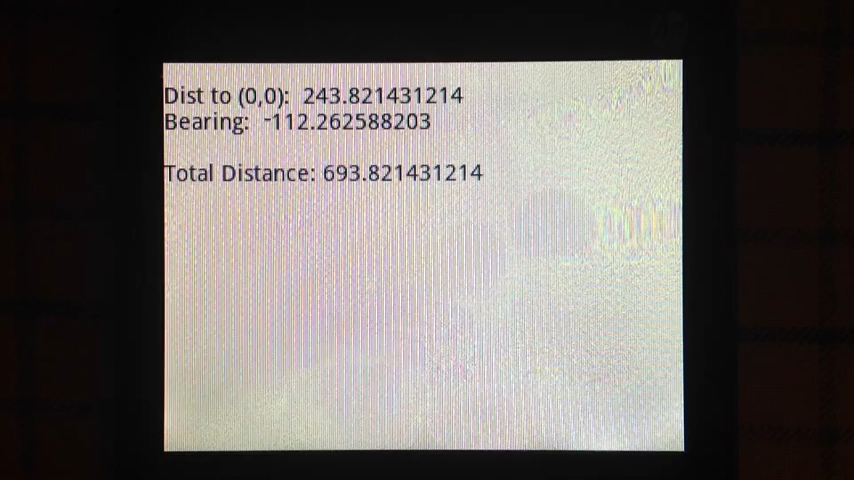 Dist to (0,0): 243.821431214
Bearing: -112.262588203
Total Distance: 693.821431214